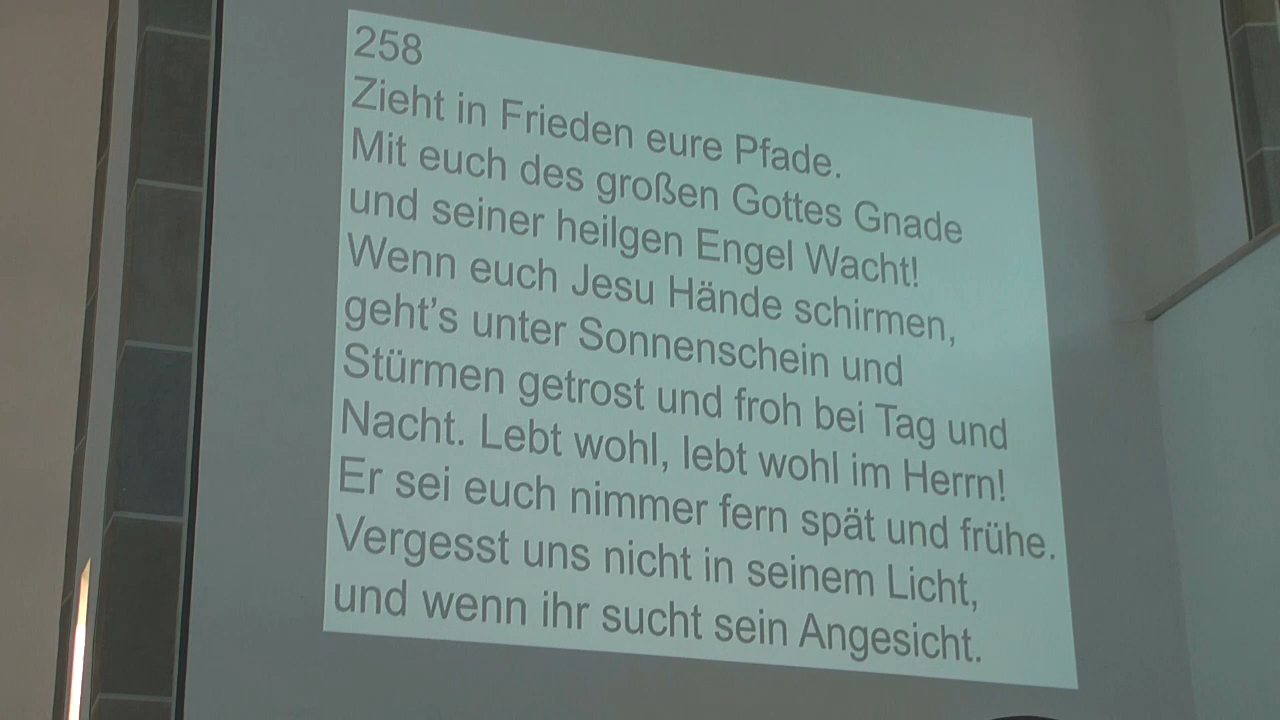 258
Zieht in Frieden eure Pfade.
Mit euch des großen Gottes Gnade
und seiner heilgen Engel Wacht!
Wenn euch Jesu Hände schirmen,
geht’s unter Sonnenschein und
Stürmen getrost und froh bei Tag und
Nacht. Lebt wohl, lebt wohl im Herrn!
Er sei euch nimmer fern spät und frühe.
Vergesst uns nicht in seinem Licht,
und wenn ihr sucht sein Angesicht.